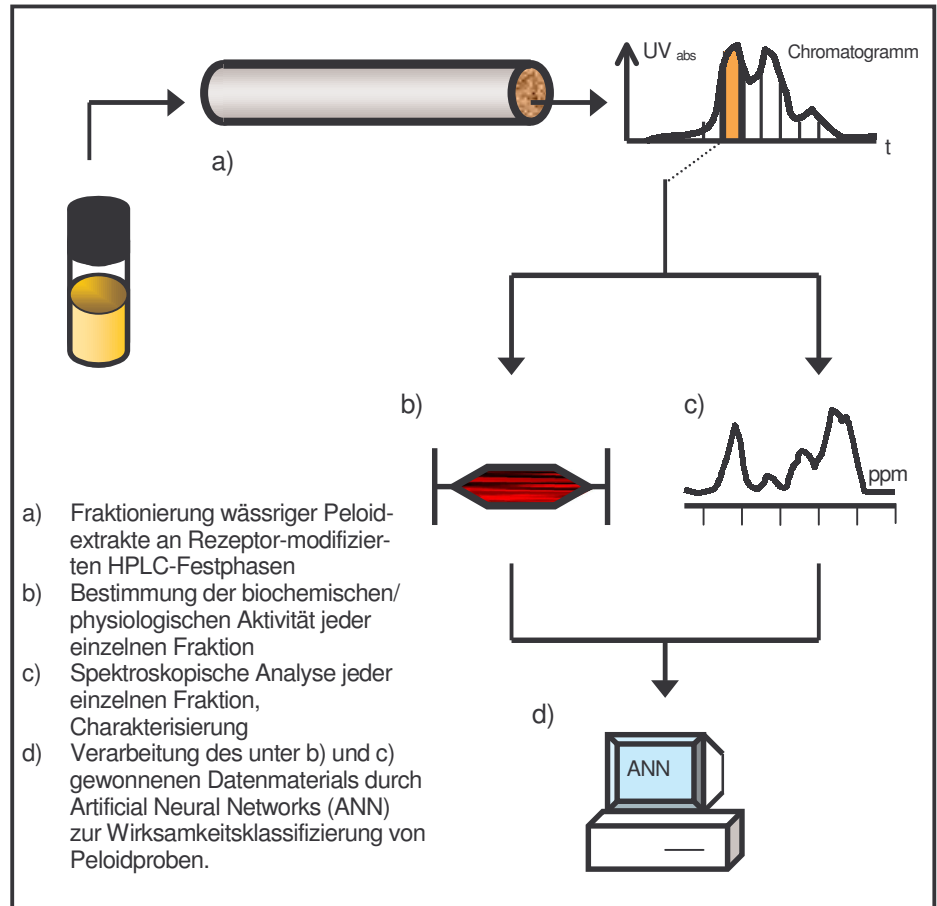 UV abs
Chromatogramm
t
a)
b)
c)
ppm
a) Fraktionierung wässriger Peloid-
extrakte an Rezeptor-modifizier-
ten HPLC-Festphasen
b) Bestimmung der biochemischen/
physiologischen Aktivität jeder
einzelnen Fraktion
c) Spektroskopische Analyse jeder
einzelnen Fraktion,
Charakterisierung
d) Verarbeitung des unter b) und c)
gewonnenen Datenmaterials durch
Artificial Neural Networks (ANN)
zur Wirksamkeitsklassifizierung von
Peloidproben.
d)
ANN